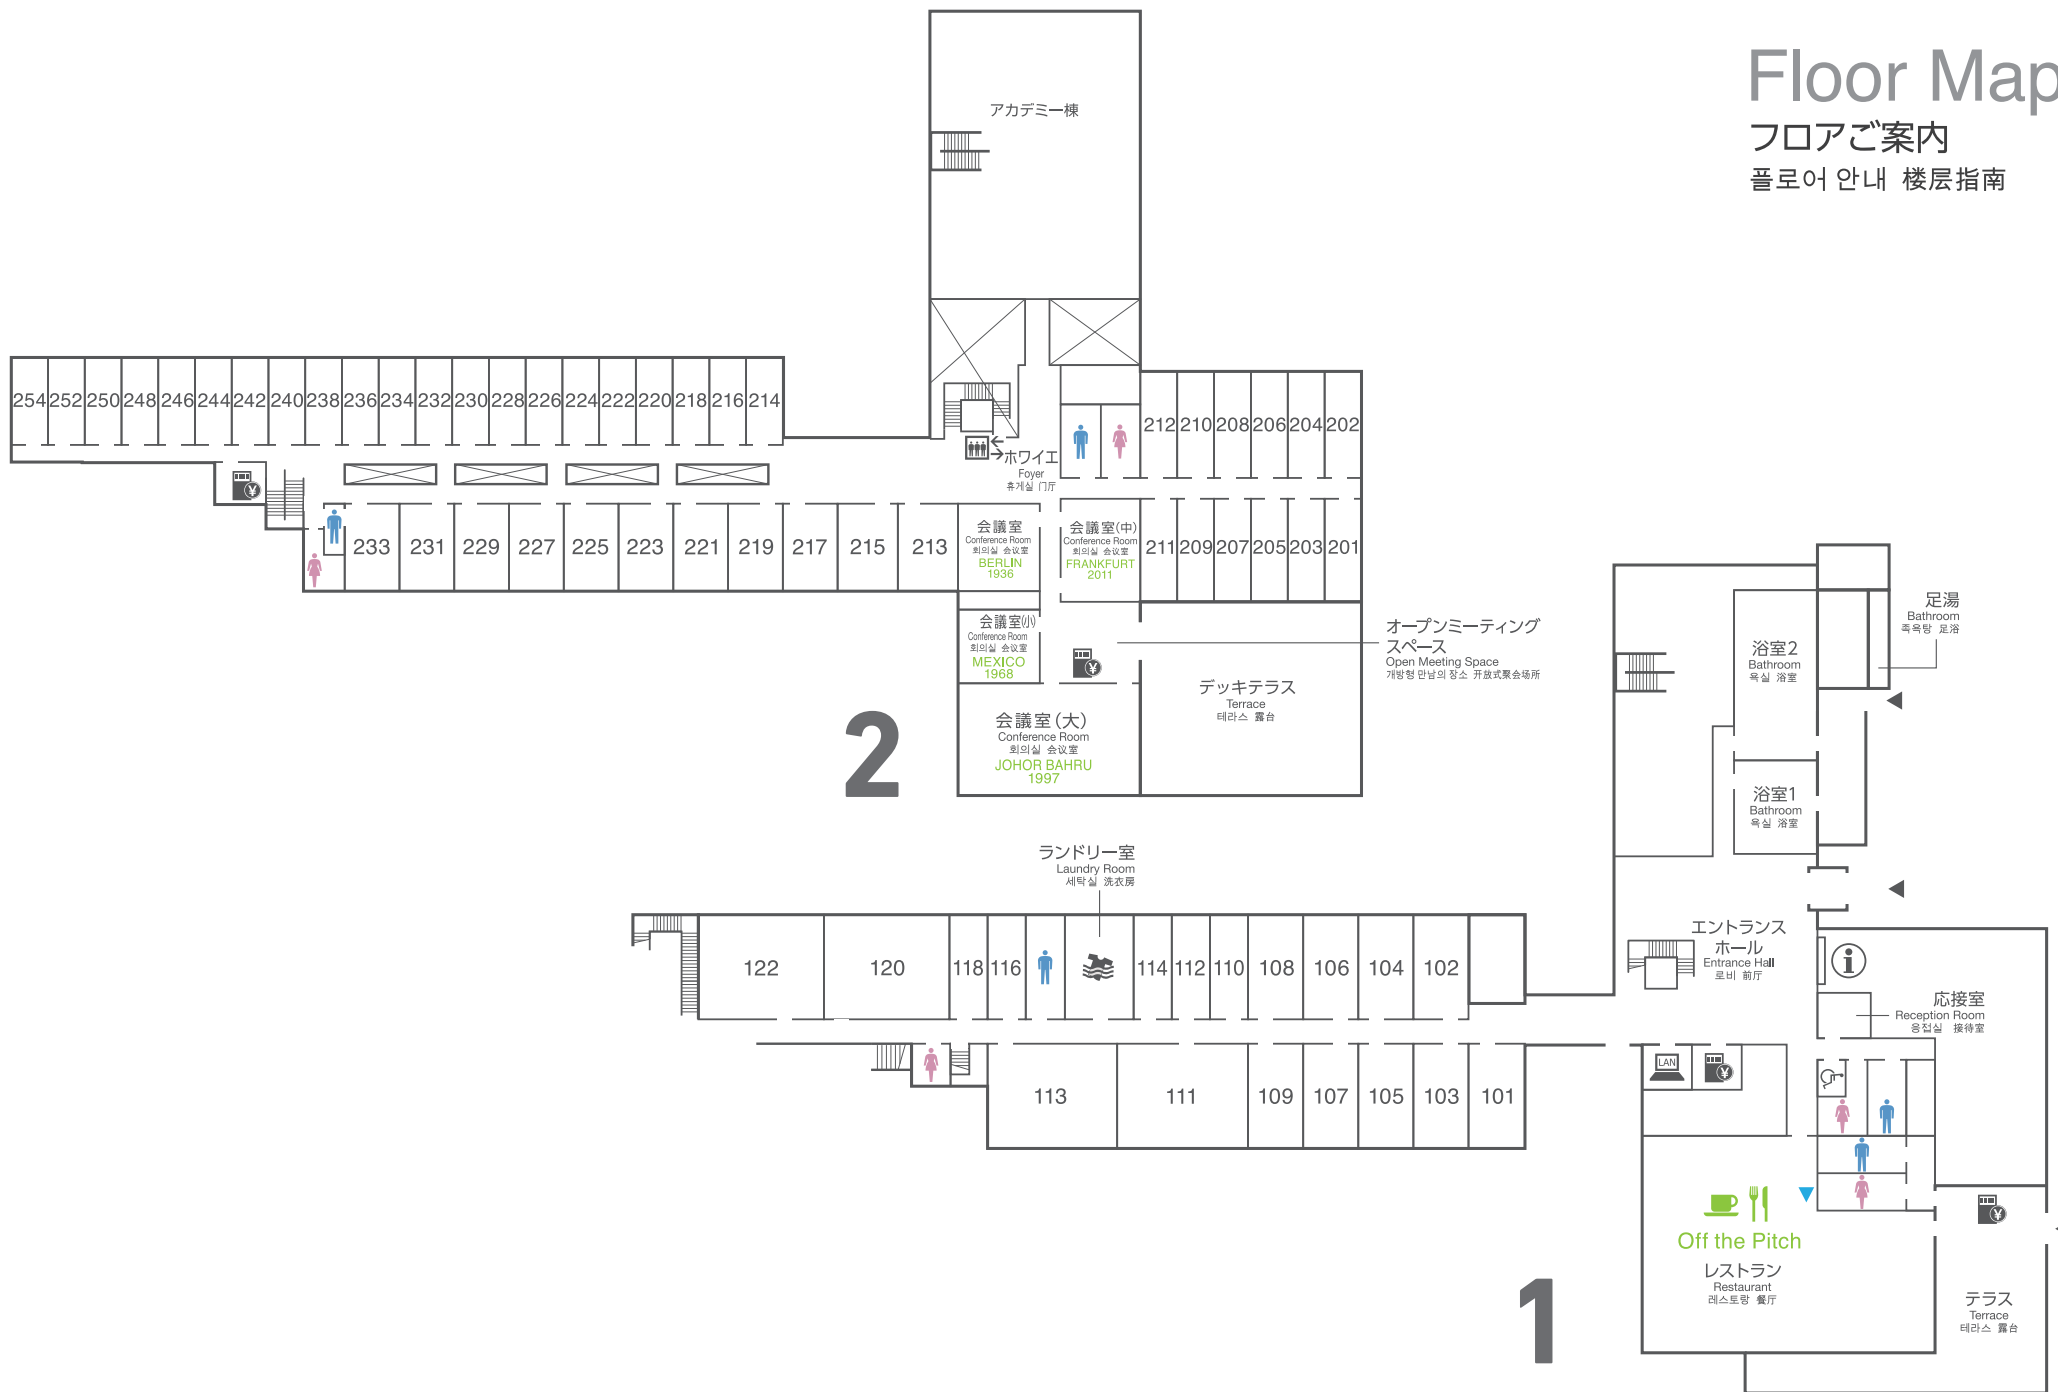 Floor Map
フロアご案内
플로어 안내 楼层指南
アカデミー棟
254 252 250 248 246 244 242 240 238 236 234 232 230 228 226 224 222 220 218 216 214
212 210 208 206 204 202
ホワイエ
Foyer
휴게실 门厅
233 231 229 227 225 223 221 219 217 215 213
会議室
Conference Room
회의실 会议室
BERLIN
1936
会議室(中)
Conference Room
회의실 会议室
FRANKFURT
2011
211 209 207 205 203 201
会議室(小)
Conference Room
회의실 会议室
MEXICO
1968
オープンミーティング
スペース
Open Meeting Space
개방형 만남의 장소 开放式聚会场所
デッキテラス
Terrace
테라스 露台
会議室(大)
Conference Room
회의실 会议室
JOHOR BAHRU
1997
2
足湯
Bathroom
족욕탕 足浴
浴室2
Bathroom
욕실 浴室
浴室1
Bathroom
욕실 浴室
ランドリー室
Laundry Room
세탁실 洗衣房
122 120 118 116 114 112 110 108 106 104 102
エントランス
ホール
Entrance Hall
로비 前厅
i
応接室
Reception Room
응접실 接待室
LAN
113 111 109 107 105 103 101
Off the Pitch
レストラン
Restaurant
레스토랑 餐厅
テラス
Terrace
테라스 露台
1